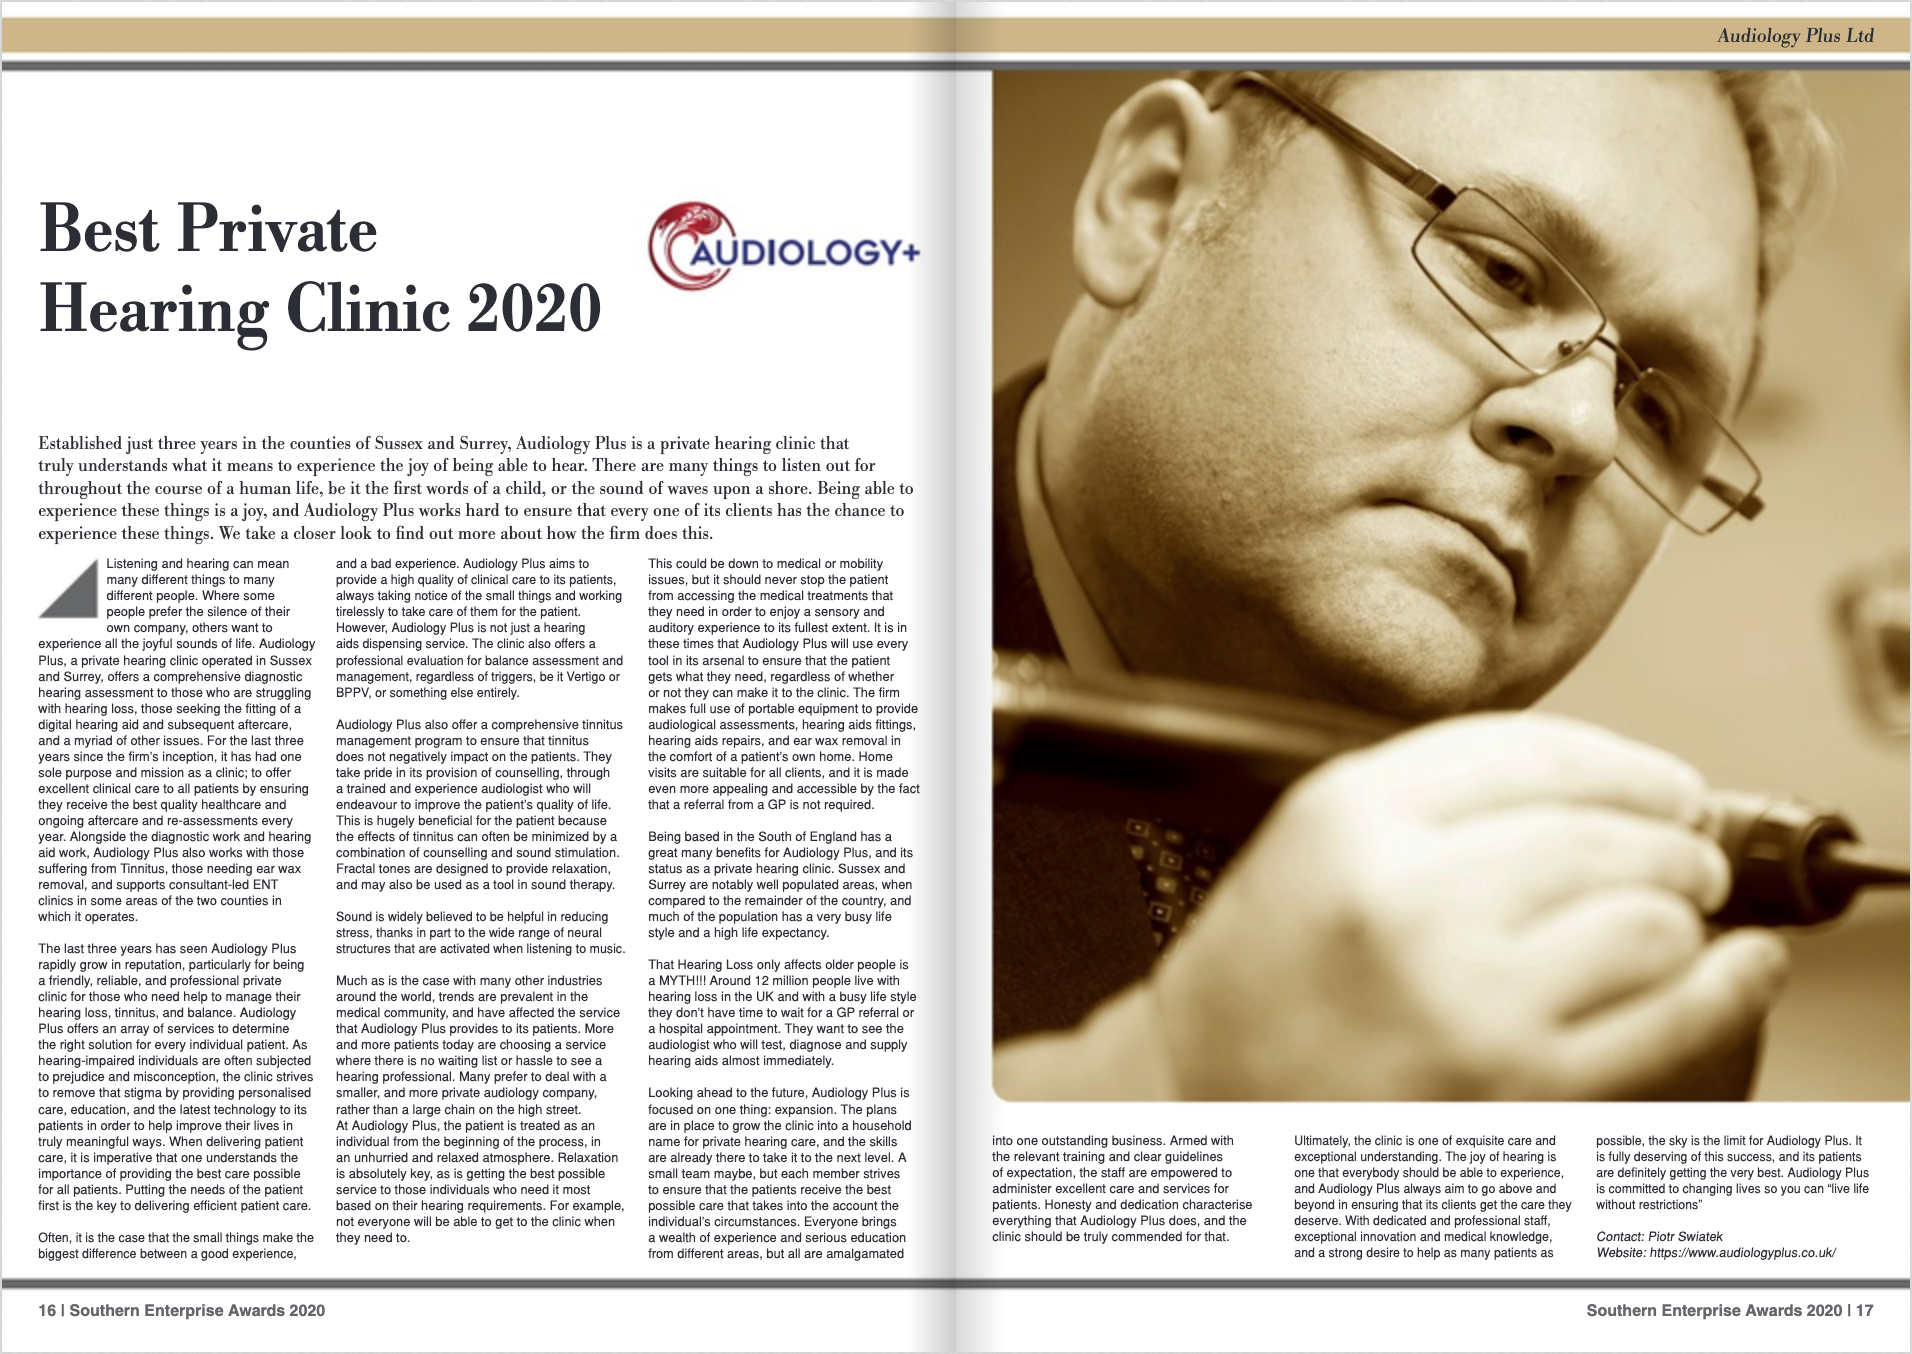 Audiology Plus Ltd
Best Private
Hearing Clinic 2020
AUDIOLOGY+
Established just three years in the counties of Sussex and Surrey, Audiology Plus is a private hearing clinic that
truly understands what it means to experience the joy of being able to hear. There are many things to listen out for
throughout the course of a human life, be it the first words of a child, or the sound of waves upon a shore. Being able to
experience these things is a joy, and Audiology Plus works hard to ensure that every one of its clients has the chance to
experience these things. We take a closer look to find out more about how the firm does this.
Listening and hearing can mean
many different things to many
different people. Where some
people prefer the silence of their
own company, others want to
experience all the joyful sounds of life. Audiology
Plus, a private hearing clinic operated in Sussex
and Surrey, offers a comprehensive diagnostic
hearing assessment to those who are struggling
with hearing loss, those seeking the fitting of a
digital hearing aid and subsequent aftercare,
and a myriad of other issues. For the last three
years since the firm's inception, it has had one
sole purpose and mission as a clinic; to offer
excellent clinical care to all patients by ensuring
they receive the best quality healthcare and
ongoing aftercare and re-assessments every
year. Alongside the diagnostic work and hearing
aid work, Audiology Plus also works with those
suffering from Tinnitus, those needing ear wax
removal, and supports consultant-led ENT
clinics in some areas of the two counties in
which it operates.
The last three years has seen Audiology Plus
rapidly grow in reputation, particularly for being
a friendly, reliable, and professional private
clinic for those who need help to manage their
hearing loss, tinnitus, and balance. Audiology
Plus offers an array of services to determine
the right solution for every individual patient. As
hearing-impaired individuals are often subjected
to prejudice and misconception, the clinic strives
to remove that stigma by providing personalised
care, education, and the latest technology to its
patients in order to help improve their lives in
truly meaningful ways. When delivering patient
care, it is imperative that one understands the
importance of providing the best care possible
for all patients. Putting the needs of the patient
first is the key to delivering efficient patient care.
Often, it is the case that the small things make the
biggest difference between a good experience,
and a bad experience. Audiology Plus aims to
provide a high quality of clinical care to its patients,
always taking notice of the small things and working
tirelessly to take care of them for the patient.
However, Audiology Plus is not just a hearing
aids dispensing service. The clinic also offers a
professional evaluation for balance assessment and
management, regardless of triggers, be it Vertigo or
BPPV, or something else entirely.
Audiology Plus also offer a comprehensive tinnitus
management program to ensure that tinnitus
does not negatively impact on the patients. They
take pride in its provision of counselling, through
a trained and experience audiologist who will
endeavour to improve the patient's quality of life.
This is hugely beneficial for the patient because
the effects of tinnitus can often be minimized by a
combination of counselling and sound stimulation.
Fractal tones are designed to provide relaxation,
and may also be used as a tool in sound therapy.
Sound is widely believed to be helpful in reducing
stress, thanks in part to the wide range of neural
structures that are activated when listening to music.
Much as is the case with many other industries
around the world, trends are prevalent in the
medical community, and have affected the service
that Audiology Plus provides to its patients. More
and more patients today are choosing a service
where there is no waiting list or hassle to see a
hearing professional. Many prefer to deal with a
smaller, and more private audiology company,
rather than a large chain on the high street.
At Audiology Plus, the patient is treated as an
individual from the beginning of the process, in
an unhurried and relaxed atmosphere. Relaxation
is absolutely key, as is getting the best possible
service to those individuals who need it most
based on their hearing requirements. For example,
not everyone will be able to get to the clinic when
they need to.
This could be down to medical or mobility
issues, but it should never stop the patient
from accessing the medical treatments that
they need in order to enjoy a sensory and
auditory experience to its fullest extent. It is in
these times that Audiology Plus will use every
tool in its arsenal to ensure that the patient
gets what they need, regardless of whether
or not they can make it to the clinic. The firm
makes full use of portable equipment to provide
audiological assessments, hearing aids fittings,
hearing aids repairs, and ear wax removal in
the comfort of a patient's own home. Home
visits are suitable for all clients, and it is made
even more appealing and accessible by the fact
that a referral from a GP is not required.
Being based in the South of England has a
great many benefits for Audiology Plus, and its
status as a private hearing clinic. Sussex and
Surrey are notably well populated areas, when
compared to the remainder of the country, and
much of the population has a very busy life
style and a high life expectancy.
That Hearing Loss only affects older people is
a MYTH!!! Around 12 million people live with
hearing loss in the UK and with a busy life style
they don't have time to wait for a GP referral or
a hospital appointment. They want to see the
audiologist who will test, diagnose and supply
hearing aids almost immediately.
Looking ahead to the future, Audiology Plus is
focused on one thing: expansion. The plans
are in place to grow the clinic into a household
name for private hearing care, and the skills
are already there to take it to the next level. A
small team maybe, but each member strives
to ensure that the patients receive the best
possible care that takes into the account the
individual's circumstances. Everyone brings
a wealth of experience and serious education
from different areas, but all are amalgamated
into one outstanding business. Armed with
the relevant training and clear guidelines
of expectation, the staff are empowered to
administer excellent care and services for
patients. Honesty and dedication characterise
everything that Audiology Plus does, and the
clinic should be truly commended for that.
Ultimately, the clinic is one of exquisite care and
exceptional understanding. The joy of hearing is
one that everybody should be able to experience,
and Audiology Plus always aim to go above and
beyond in ensuring that its clients get the care they
deserve. With dedicated and professional staff,
exceptional innovation and medical knowledge,
and a strong desire to help as many patients as
possible, the sky is the limit for Audiology Plus. It
is fully deserving of this success, and its patients
are definitely getting the very best. Audiology Plus
is committed to changing lives so you can “live life
without restrictions”
Contact: Piotr Swiatek
Website: https://www.audiologyplus.co.uk/
16 | Southern Enterprise Awards 2020
Southern Enterprise Awards 2020 | 17